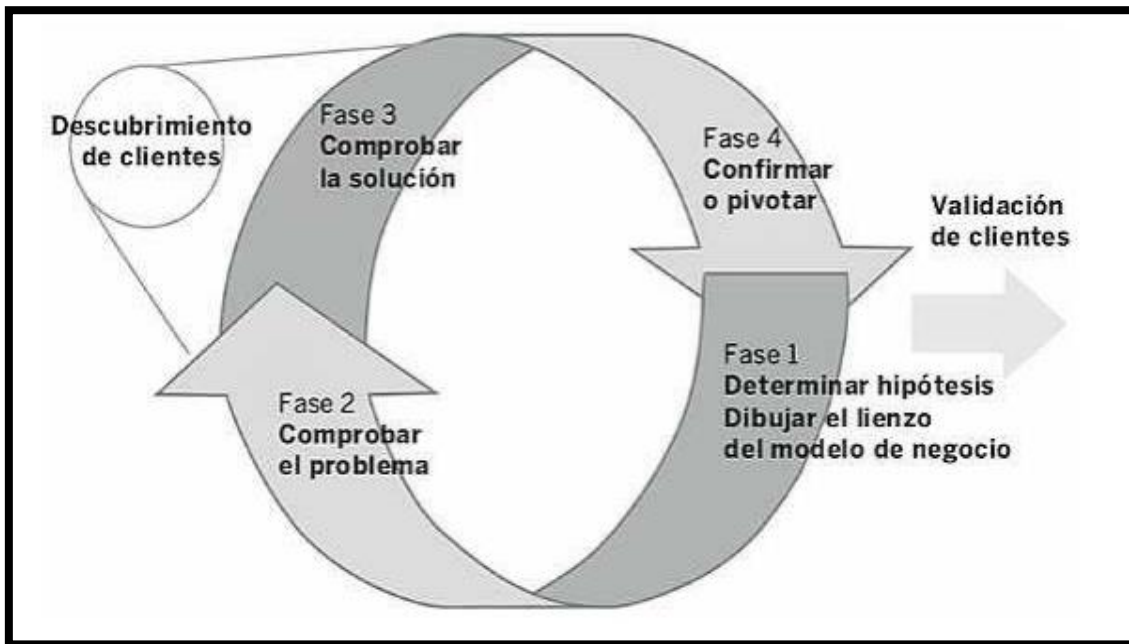 Descubrimiento
de clientes
Fase 3
Comprobar
la solución
Fase 4
Confirmar
o pivotar
Validación
de clientes
Fase 2
Comprobar
el problema
Fase 1
Determinar hipótesis
Dibujar el lienzo
del modelo de negocio